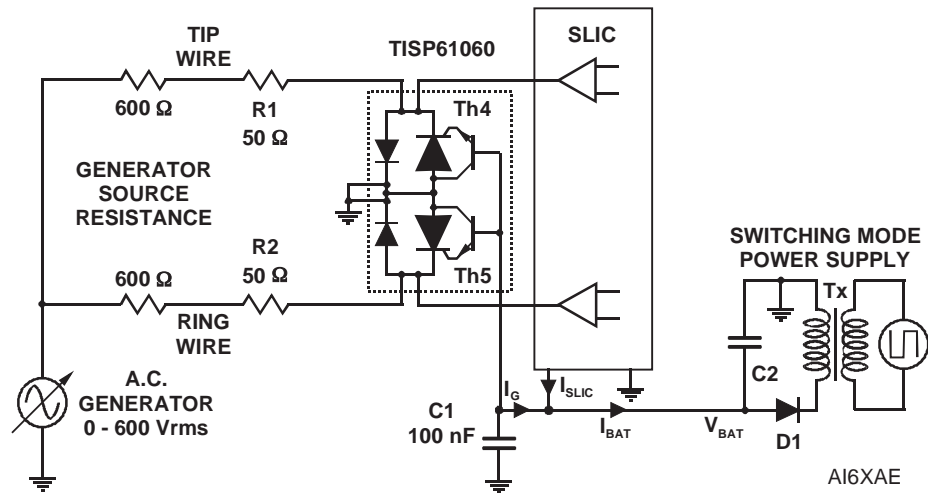 TIP
WIRE
600 Ω
R1
50 Ω
TISP61060
SLIC
Th4
GENERATOR
SOURCE
RESISTANCE
R2
50 Ω
600 Ω
RING
WIRE
Th5
A.C.
GENERATOR
0 - 600 Vrms
C1
100 nF
I_G
I_SLIC
I_BAT
V_BAT
SWITCHING MODE
POWER SUPPLY
Tx
C2
D1
AI6XAE